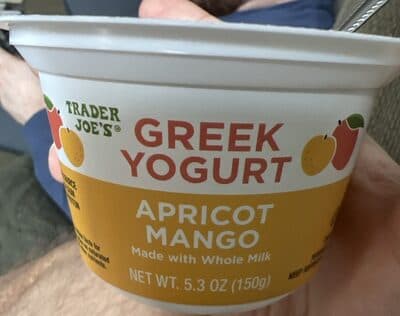 TRADER
JOE'S®
GREEK
YOGURT
APRICOT
MANGO
Made with Whole Milk
NET WT. 5.3 OZ (150g)